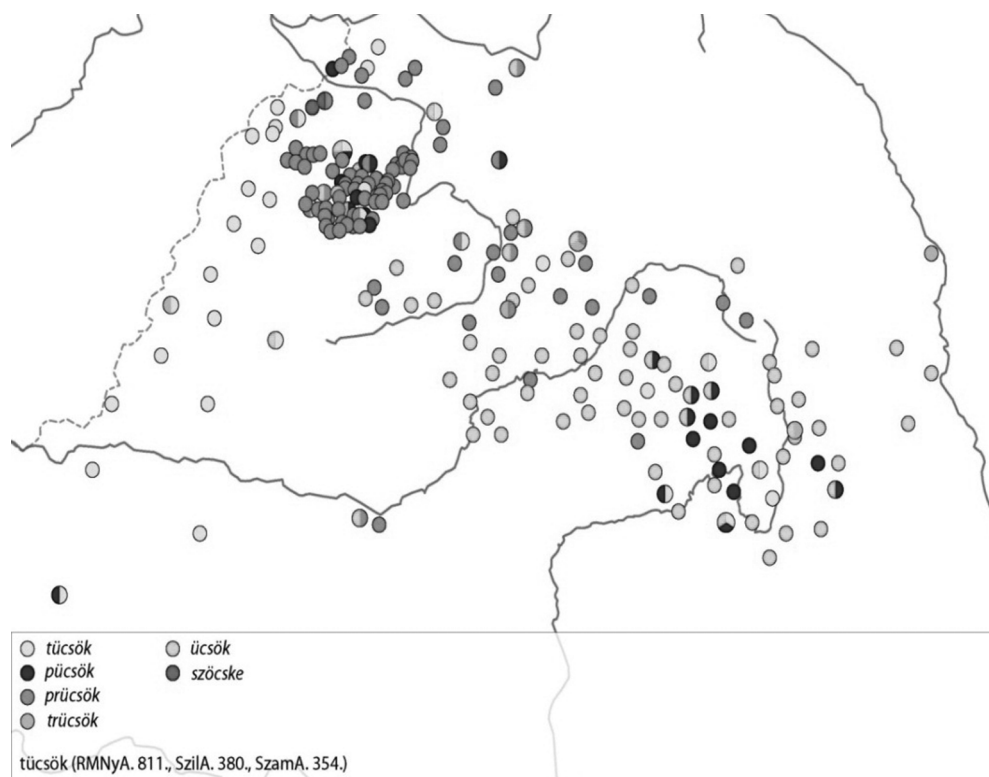 tücsök
pücsök
prücsök
trücsök
ücsök
szöcske
tücsök (RMNyA. 811., SzilA. 380., SzamA. 354.)